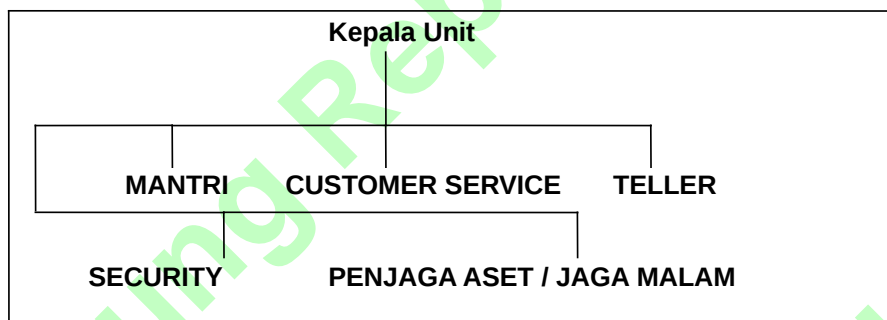 Kepala Unit
MANTRI CUSTOMER SERVICE TELLER
SECURITY PENJAGA ASET / JAGA MALAM